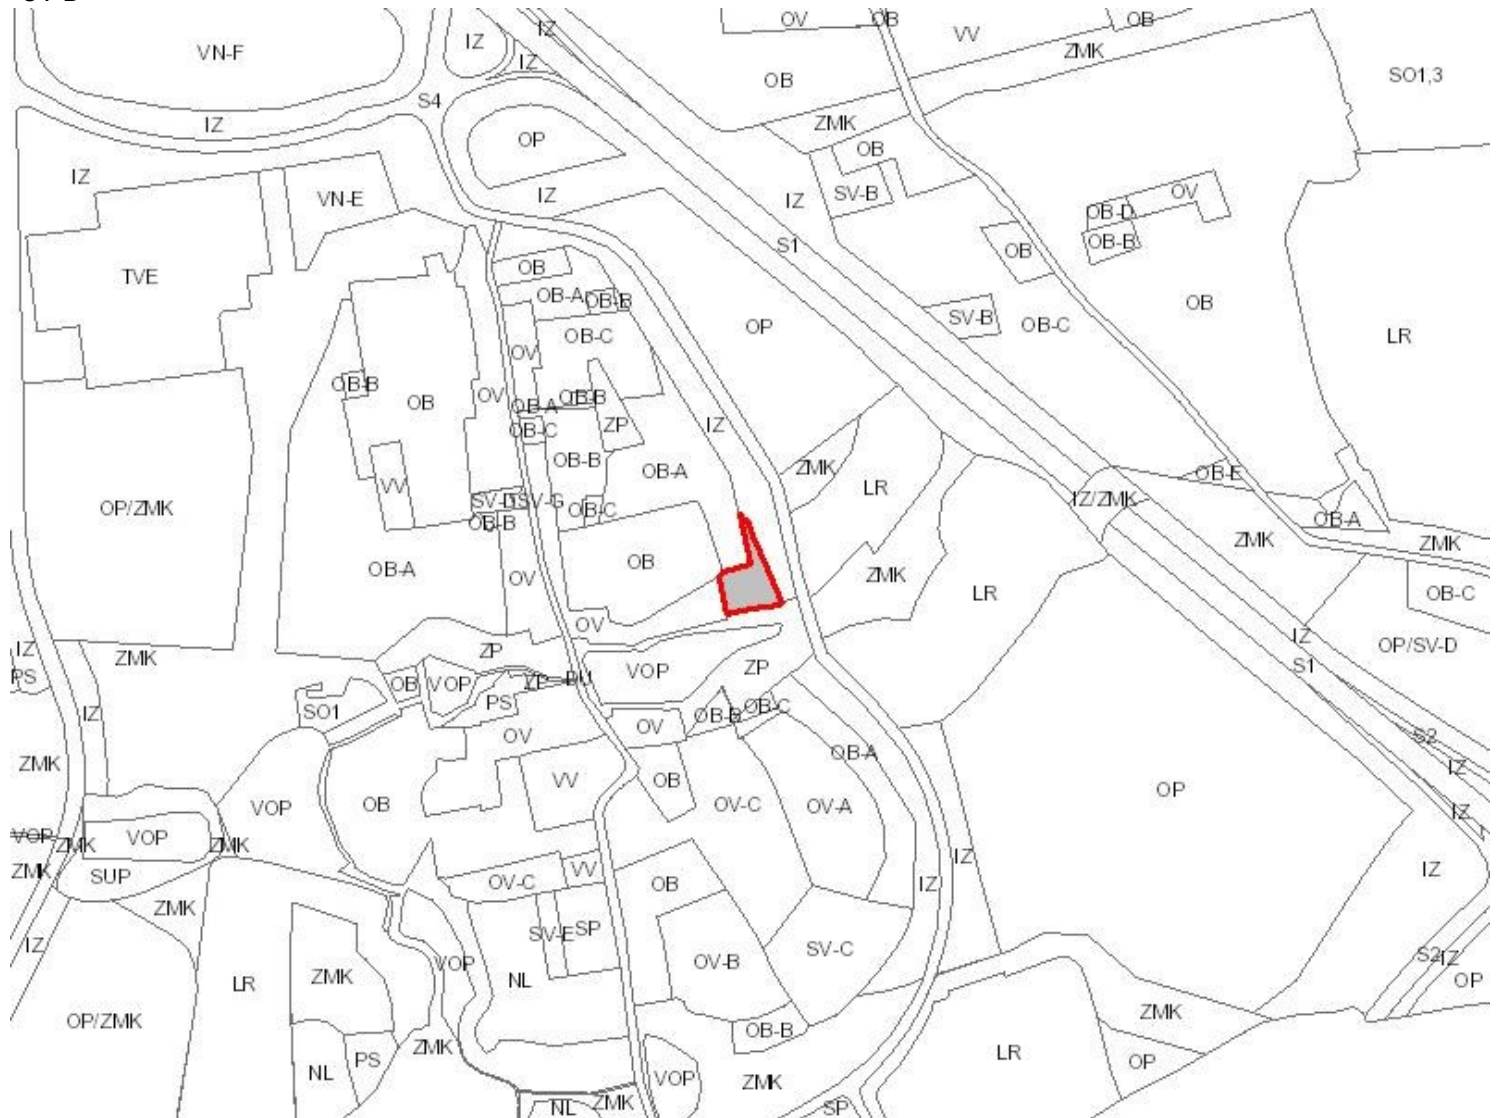 OV
OB
VV
OB
VN-F
IZ
IZ
IZ
ZMK
OB
SO1,3
S4
IZ
OP
ZMK
OB
IZ
VN-E
IZ
IZ
SV-B
OV
OB-D
S1
OB
OB-B
TVE
OB
OB-A
OB-B
OP
SV-B
OB-C
OB
LR
OB-C
OV
OB-B
OB
OV
OB-A
OB-B
ZP
OB-C
IZ
OB-B
OB-A
ZMK
LR
OB-E
VV
OP/ZMK
SV-D
SV-G
OB-B
OB-C
IZ/ZMK
OB-A
ZMK
ZMK
OB-A
OV
OB
ZMK
LR
OB-C
OV
IZ
OP/SV-D
IZ
ZMK
ZP
S1
PS
OB
VOP
ZP
DU
VOP
ZP
PS
SO1
IZ
OB-B
OB-C
OV
OV
S2
ZMK
OB-A
IZ
VOP
OB
VV
OB
OV-C
OV-A
OP
IZ
VOP
VOP
ZMK
ZMK
ZMK
SUP
IZ
IZ
VV
OV-C
OB
IZ
ZMK
IZ
SV-E
SP
SV-C
S2
IZ
VOP
OV-B
OP
ZMK
LR
NL
OP/ZMK
OB-B
ZMK
ZMK
PS
NL
LR
OP
VOP
ZMK
NL
ZMK
SP